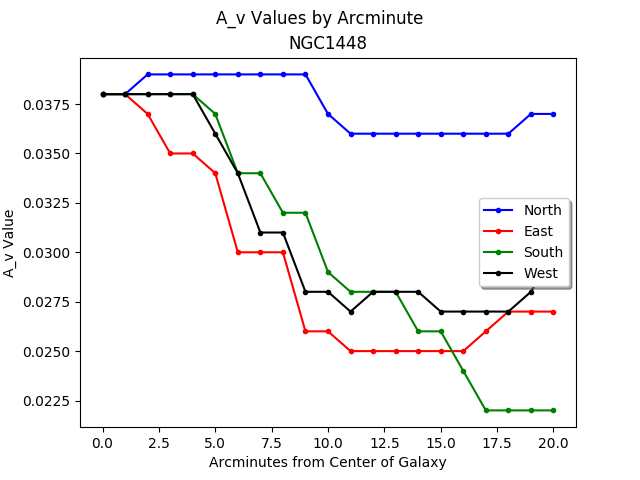 A_v Values by Arcminute
NGC1448
A_v Value
0.0375
0.0350
0.0325
0.0300
0.0275
0.0250
0.0225
North
East
South
West
0.0 2.5 5.0 7.5 10.0 12.5 15.0 17.5 20.0
Arcminutes from Center of Galaxy